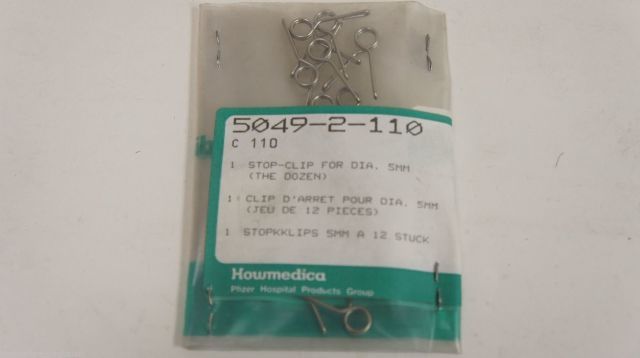 5049-2-110
C 110
1 STOP-CLIP FOR DIA. 5MM
(THE DOZEN)
1 CLIP D'ARRET POUR DIA. 5MM
(JEU DE 12 PIECES)
1 STOPKKLIPS 5MM A 12 STUCK
Howmedica
Pfizer Hospital Products Group